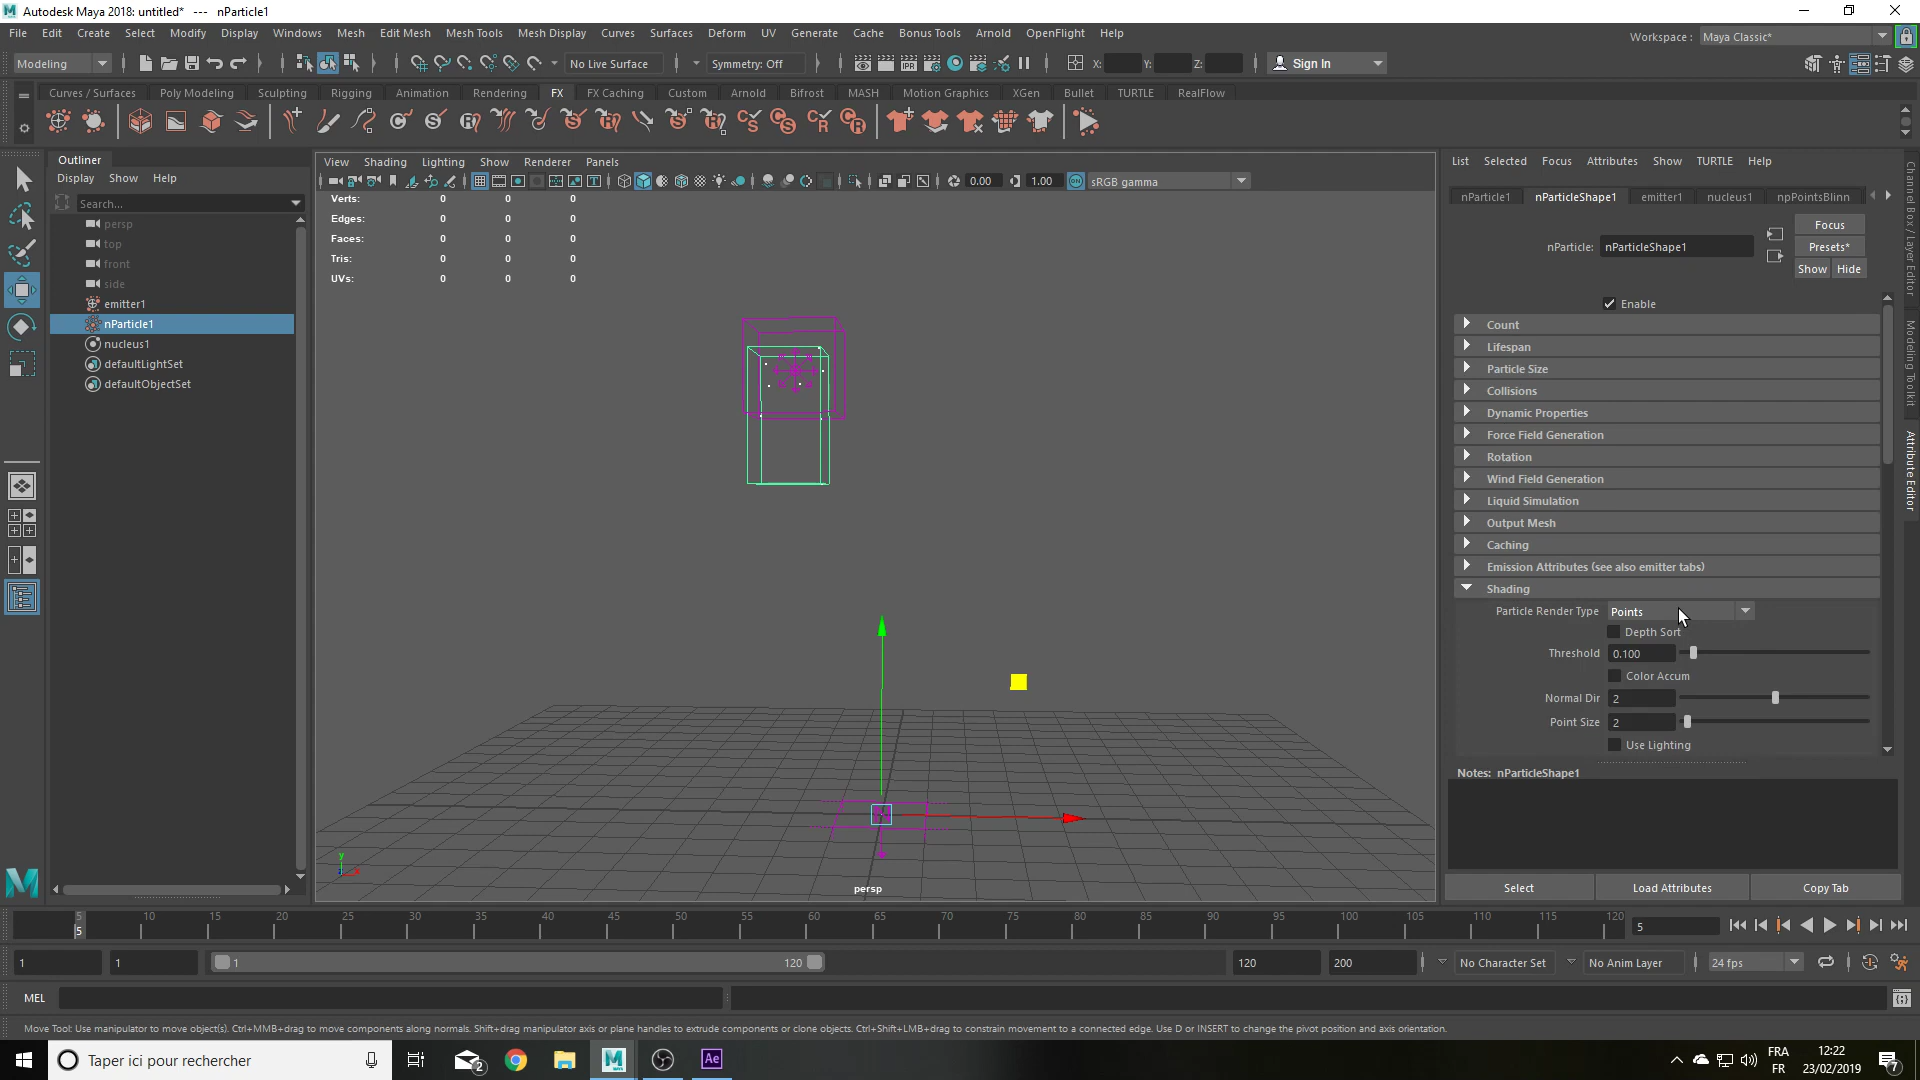 Autodesk Maya 2018: untitled* --- nParticle1
File Edit Create Select Modify Display Windows Mesh Edit Mesh Mesh Tools Mesh Display Curves Surfaces Deform UV Generate Cache Bonus Tools Arnold OpenFlight Help
Workspace : Maya Classic*
Modeling No Live Surface Symmetry: Off X: Y: Z: Sign In
Curves / Surfaces Poly Modeling Sculpting Rigging Animation Rendering FX FX Caching Custom Arnold Bifrost MASH Motion Graphics XGen Bullet TURTLE RealFlow
Outliner
Display Show Help
Search...
persp
top
front
side
emitter1
nParticle1
nucleus1
defaultLightSet
defaultObjectSet
View Shading Lighting Show Renderer Panels
0.00 1.00 ON sRGB gamma
Verts: 0 0 0
Edges: 0 0 0
Faces: 0 0 0
Tris: 0 0 0
UVs: 0 0 0
y
persp
List Selected Focus Attributes Show TURTLE Help
nParticle1 nParticleShape1 emitter1 nucleus1 npPointsBlinn
nParticle: nParticleShape1
Focus
Presets*
Show Hide
Enable
Count
Lifespan
Particle Size
Collisions
Dynamic Properties
Force Field Generation
Rotation
Wind Field Generation
Liquid Simulation
Output Mesh
Caching
Emission Attributes (see also emitter tabs)
Shading
Particle Render Type Points
Depth Sort
Threshold 0.100
Color Accum
Normal Dir 2
Point Size 2
Use Lighting
Notes: nParticleShape1
Select Load Attributes Copy Tab
Channel Box / Layer Editor
Modeling Toolkit
Attribute Editor
5 10 15 20 25 30 35 40 45 50 55 60 65 70 75 80 85 90 95 100 105 110 115 120
5 5
1 1 1 120 120 200 No Character Set No Anim Layer 24 fps
MEL
Move Tool: Use manipulator to move object(s). Ctrl+MMB+drag to move components along normals. Shift+drag manipulator axis or plane handles to extrude components or clone objects. Ctrl+Shift+LMB+drag to constrain movement to a connected edge. Use D or INSERT to change the pivot position and axis orientation.
Taper ici pour rechercher
2
Ae
FRA
FR
12:22
23/02/2019
7